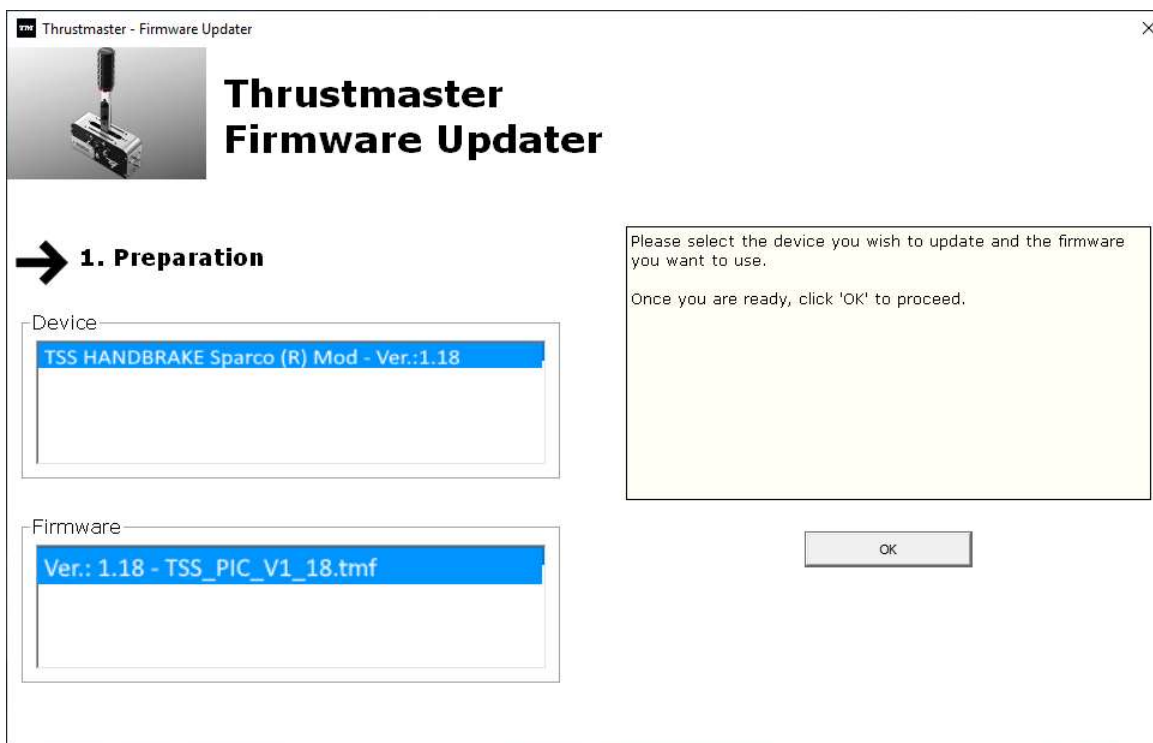 TM Thrustmaster - Firmware Updater
Thrustmaster
Firmware Updater
1. Preparation
Device
TSS HANDBRAKE Sparco (R) Mod - Ver.:1.18
Firmware
Ver.: 1.18 - TSS_PIC_V1_18.tmf
Please select the device you wish to update and the firmware
you want to use.
Once you are ready, click 'OK' to proceed.
OK